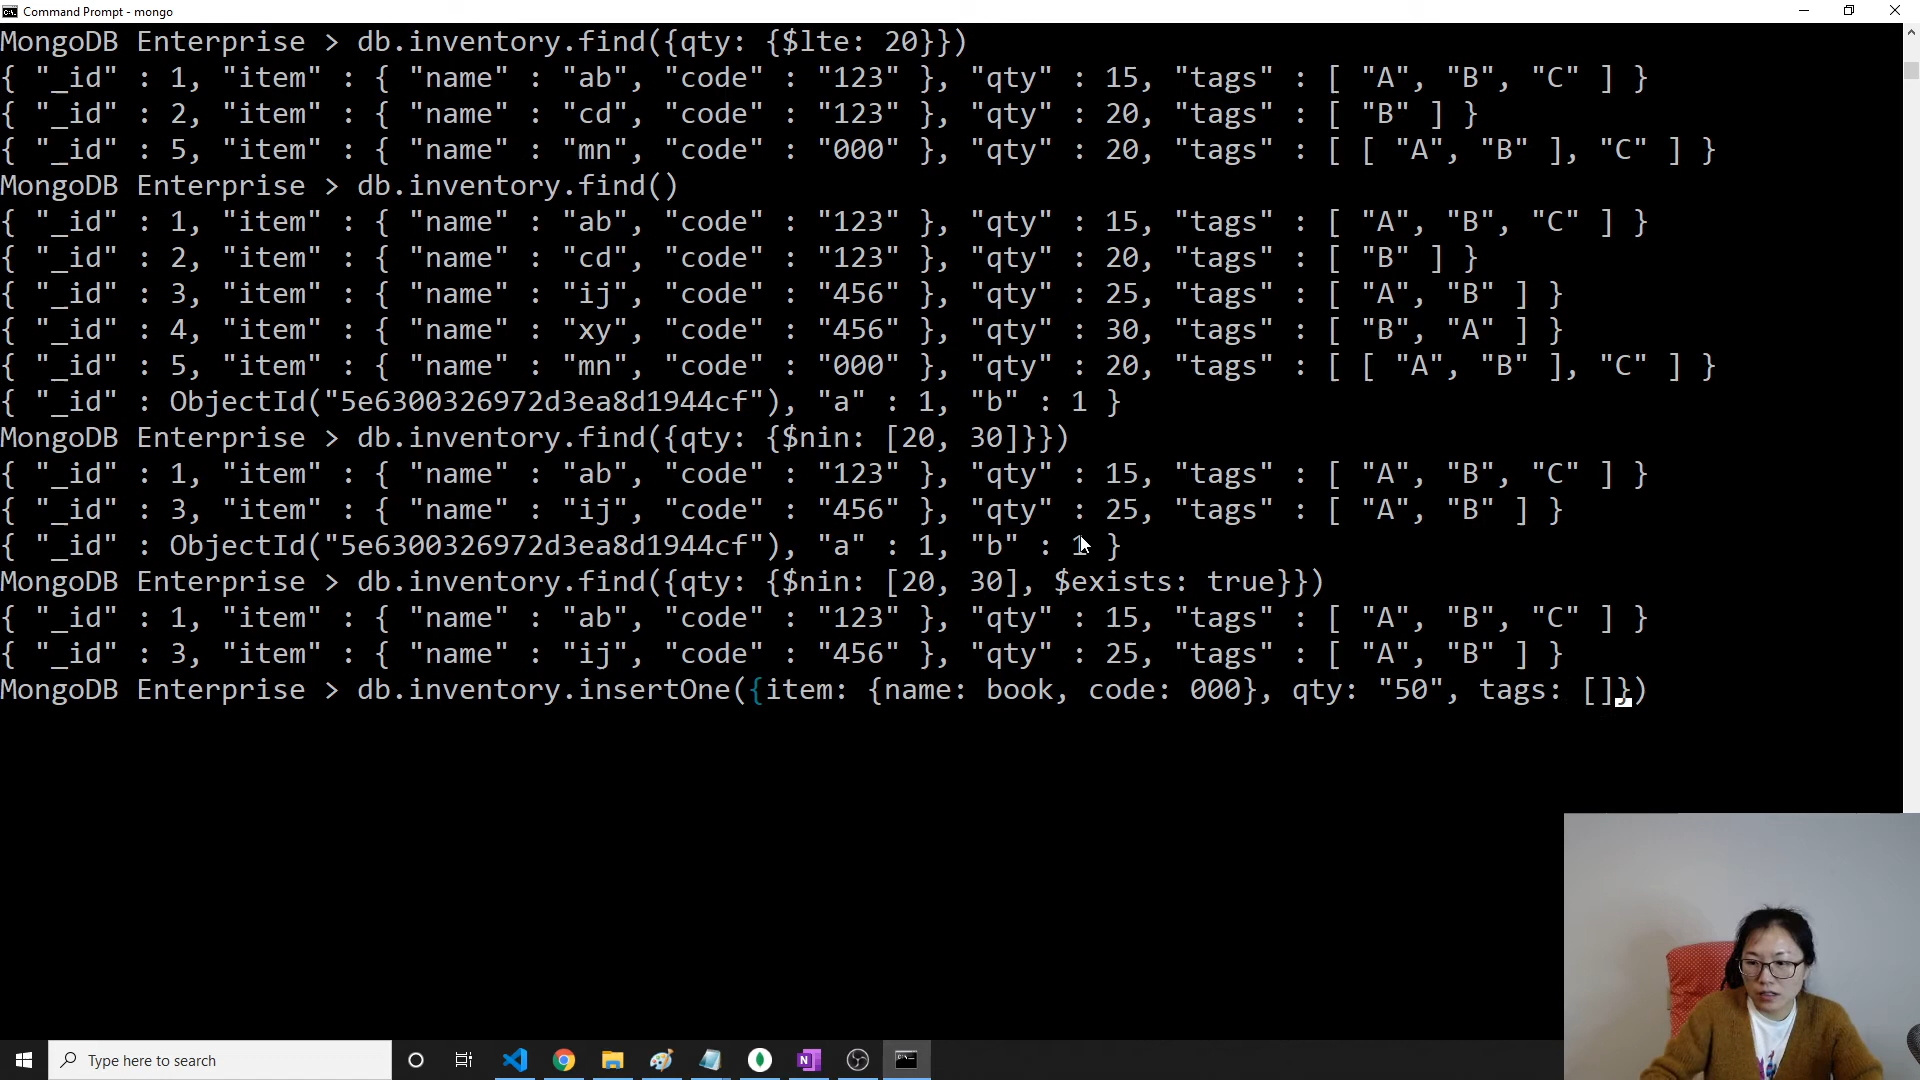 Command Prompt - mongo
MongoDB Enterprise > db.inventory.find({qty: {$lte: 20}})
{ "_id" : 1, "item" : { "name" : "ab", "code" : "123" }, "qty" : 15, "tags" : [ "A", "B", "C" ] }
{ "_id" : 2, "item" : { "name" : "cd", "code" : "123" }, "qty" : 20, "tags" : [ "B" ] }
{ "_id" : 5, "item" : { "name" : "mn", "code" : "000" }, "qty" : 20, "tags" : [ [ "A", "B" ], "C" ] }
MongoDB Enterprise > db.inventory.find()
{ "_id" : 1, "item" : { "name" : "ab", "code" : "123" }, "qty" : 15, "tags" : [ "A", "B", "C" ] }
{ "_id" : 2, "item" : { "name" : "cd", "code" : "123" }, "qty" : 20, "tags" : [ "B" ] }
{ "_id" : 3, "item" : { "name" : "ij", "code" : "456" }, "qty" : 25, "tags" : [ "A", "B" ] }
{ "_id" : 4, "item" : { "name" : "xy", "code" : "456" }, "qty" : 30, "tags" : [ "B", "A" ] }
{ "_id" : 5, "item" : { "name" : "mn", "code" : "000" }, "qty" : 20, "tags" : [ [ "A", "B" ], "C" ] }
{ "_id" : ObjectId("5e6300326972d3ea8d1944cf"), "a" : 1, "b" : 1 }
MongoDB Enterprise > db.inventory.find({qty: {$nin: [20, 30]}})
{ "_id" : 1, "item" : { "name" : "ab", "code" : "123" }, "qty" : 15, "tags" : [ "A", "B", "C" ] }
{ "_id" : 3, "item" : { "name" : "ij", "code" : "456" }, "qty" : 25, "tags" : [ "A", "B" ] }
{ "_id" : ObjectId("5e6300326972d3ea8d1944cf"), "a" : 1, "b" : 1 }
MongoDB Enterprise > db.inventory.find({qty: {$nin: [20, 30], $exists: true}})
{ "_id" : 1, "item" : { "name" : "ab", "code" : "123" }, "qty" : 15, "tags" : [ "A", "B", "C" ] }
{ "_id" : 3, "item" : { "name" : "ij", "code" : "456" }, "qty" : 25, "tags" : [ "A", "B" ] }
MongoDB Enterprise > db.inventory.insertOne({item: {name: book, code: 000}, qty: "50", tags: []})
Type here to search